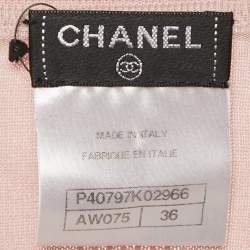 CHANEL
MADE IN ITALY
FABRIQUE EN ITALIE
P40797K02966
AW075 36